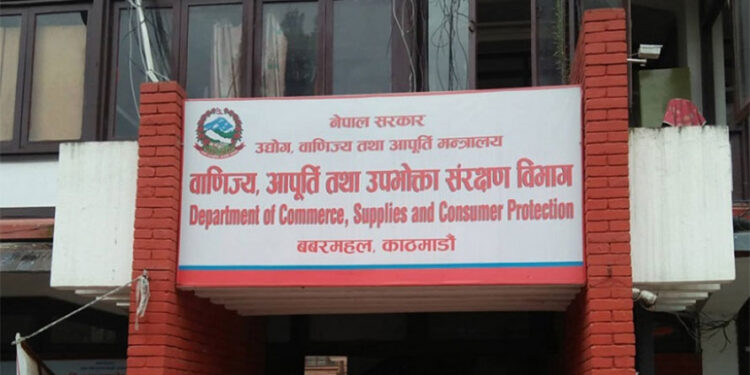 नेपाल सरकार
उद्योग, वाणिज्य तथा आपूर्ति मन्त्रालय
वाणिज्य, आपूर्ति तथा उपभोक्ता संरक्षण विभाग
Department of Commerce, Supplies and Consumer Protection
बबरमहल, काठमाडौं